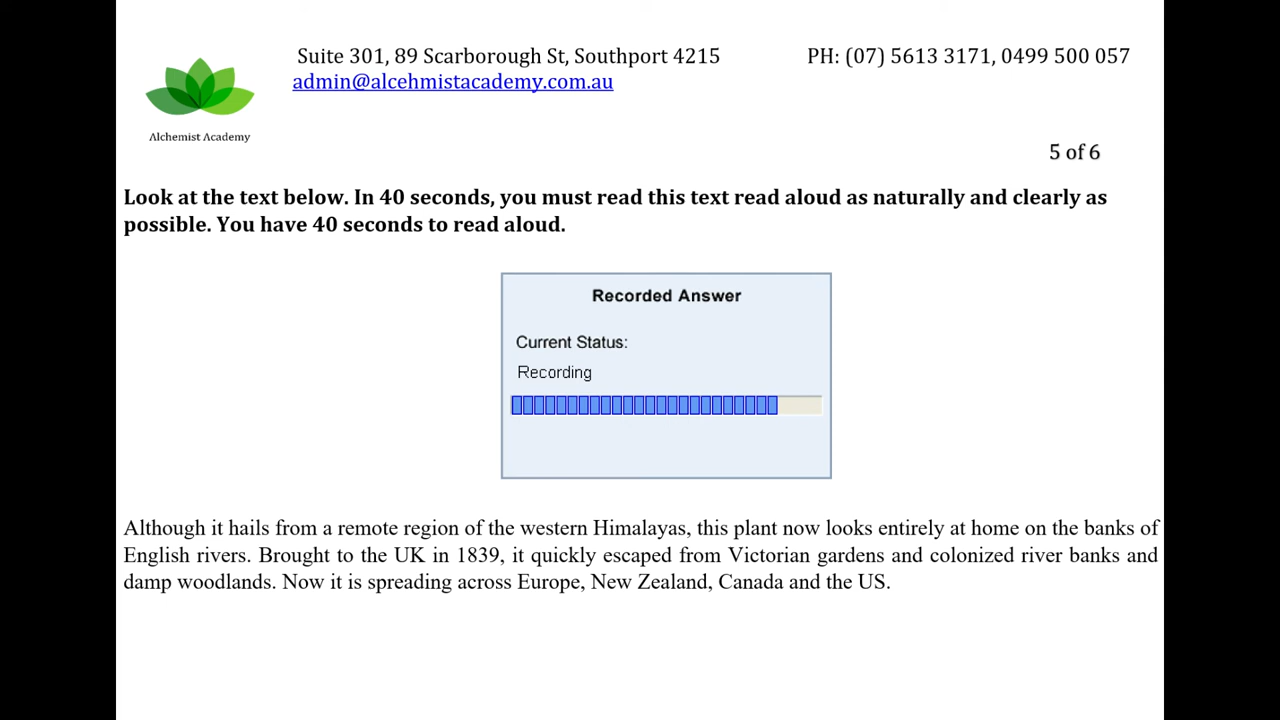 Suite 301, 89 Scarborough St, Southport 4215 PH: (07) 5613 3171, 0499 500 057
admin@alcehmistacademy.com.au
Alchemist Academy
5 of 6
Look at the text below. In 40 seconds, you must read this text read aloud as naturally and clearly as
possible. You have 40 seconds to read aloud.
Recorded Answer
Current Status:
Recording
Although it hails from a remote region of the western Himalayas, this plant now looks entirely at home on the banks of
English rivers. Brought to the UK in 1839, it quickly escaped from Victorian gardens and colonized river banks and
damp woodlands. Now it is spreading across Europe, New Zealand, Canada and the US.